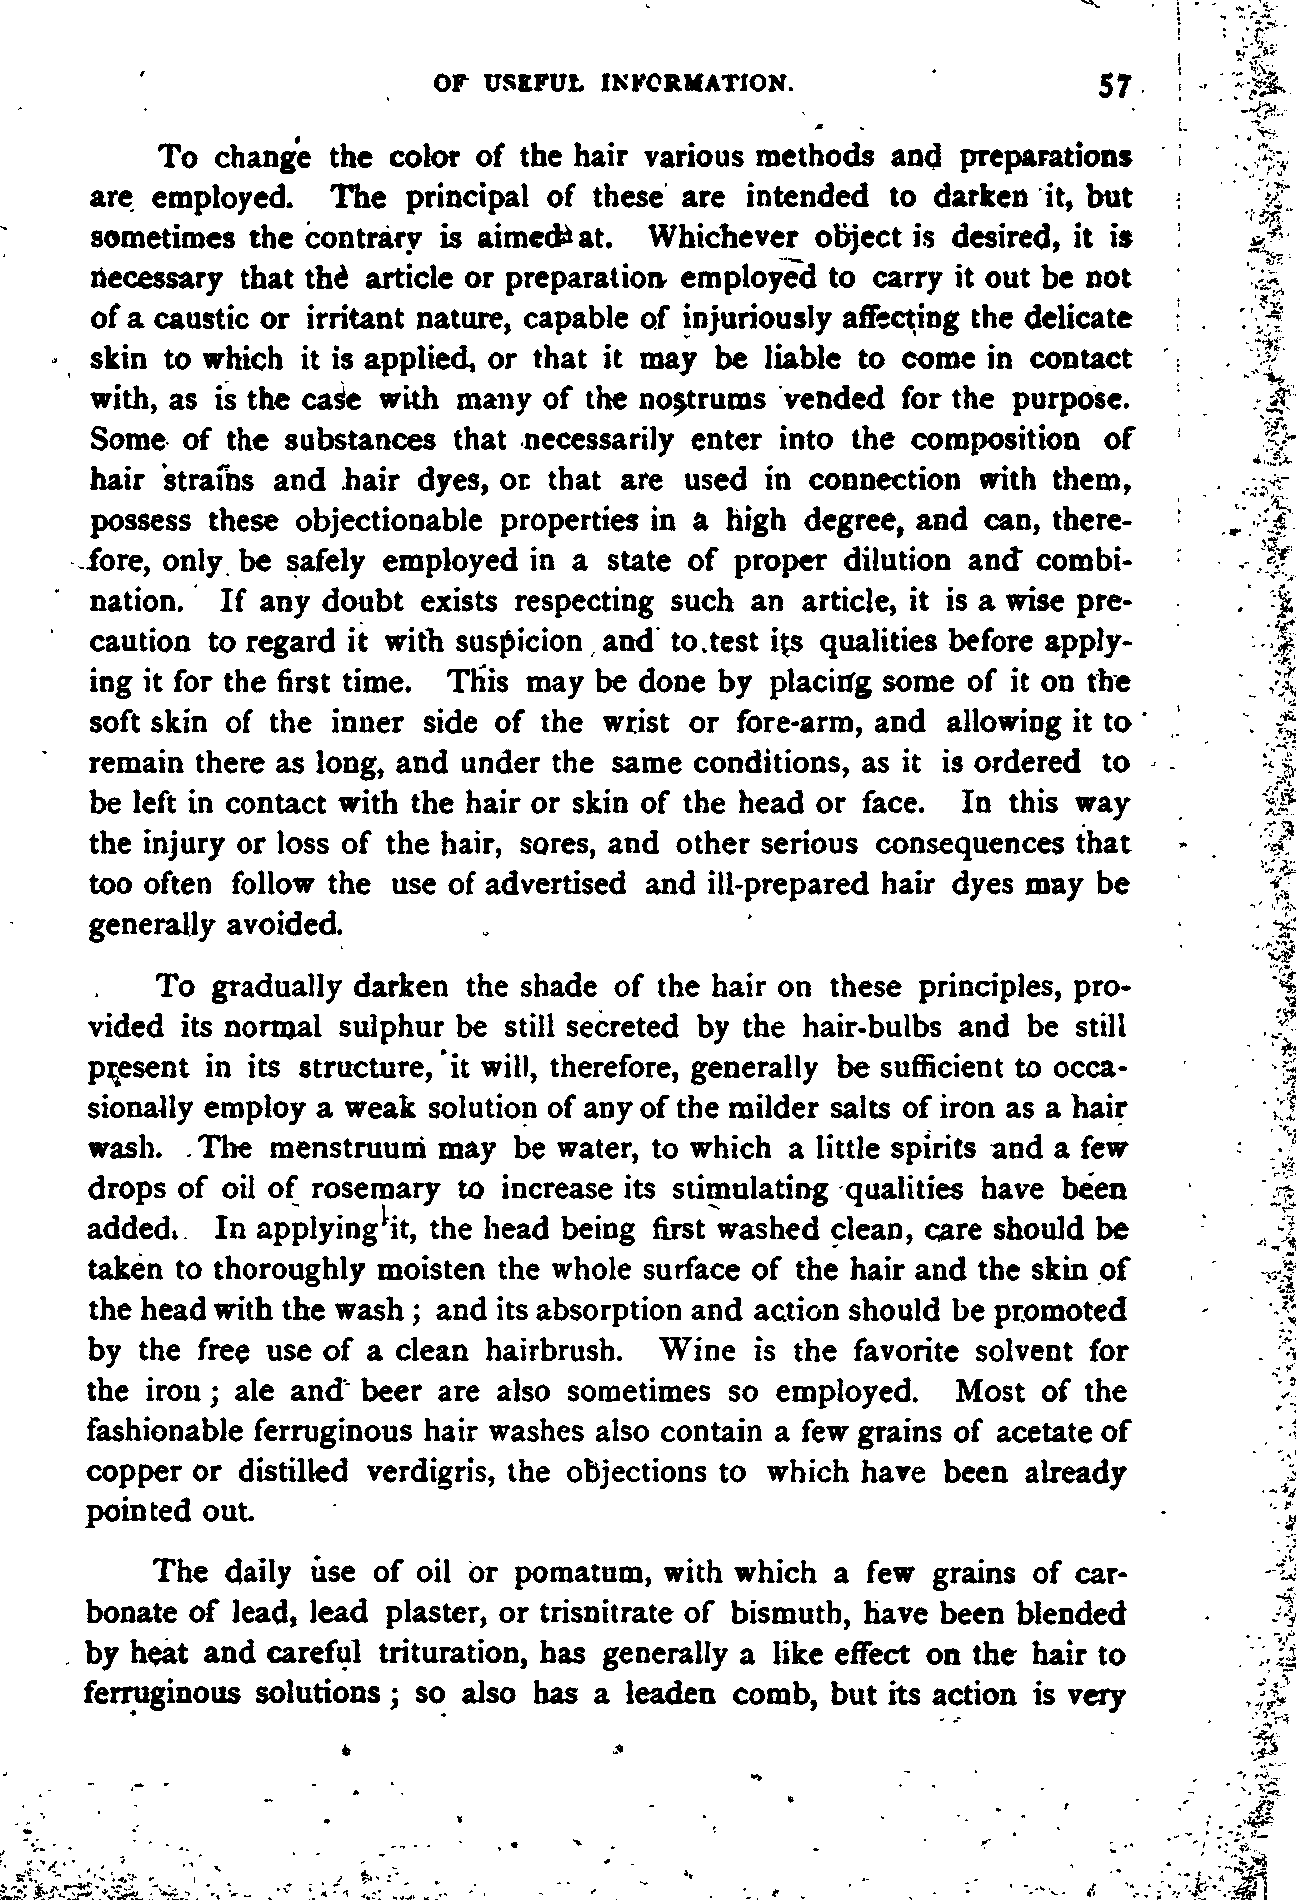 OF USEFUL INFORMATION. 57
To change the color of the hair various methods and preparations
are employed. The principal of these are intended to darken it, but
sometimes the contrary is aimed at. Whichever object is desired, it is
necessary that the article or preparation employed to carry it out be not
of a caustic or irritant nature, capable of injuriously affecting the delicate
skin to which it is applied, or that it may be liable to come in contact
with, as is the case with many of the nostrums vended for the purpose.
Some of the substances that necessarily enter into the composition of
hair strains and hair dyes, or that are used in connection with them,
possess these objectionable properties in a high degree, and can, there-
fore, only be safely employed in a state of proper dilution and combi-
nation. If any doubt exists respecting such an article, it is a wise pre-
caution to regard it with suspicion and to test its qualities before apply-
ing it for the first time. This may be done by placing some of it on the
soft skin of the inner side of the wrist or fore-arm, and allowing it to
remain there as long, and under the same conditions, as it is ordered to
be left in contact with the hair or skin of the head or face. In this way
the injury or loss of the hair, sores, and other serious consequences that
too often follow the use of advertised and ill-prepared hair dyes may be
generally avoided.
To gradually darken the shade of the hair on these principles, pro-
vided its normal sulphur be still secreted by the hair-bulbs and be still
present in its structure, it will, therefore, generally be sufficient to occa-
sionally employ a weak solution of any of the milder salts of iron as a hair
wash. The menstruum may be water, to which a little spirits and a few
drops of oil of rosemary to increase its stimulating qualities have been
added. In applying it, the head being first washed clean, care should be
taken to thoroughly moisten the whole surface of the hair and the skin of
the head with the wash ; and its absorption and action should be promoted
by the free use of a clean hairbrush. Wine is the favorite solvent for
the iron ; ale and beer are also sometimes so employed. Most of the
fashionable ferruginous hair washes also contain a few grains of acetate of
copper or distilled verdigris, the objections to which have been already
pointed out.
The daily use of oil or pomatum, with which a few grains of car-
bonate of lead, lead plaster, or trisnitrate of bismuth, have been blended
by heat and careful trituration, has generally a like effect on the hair to
ferruginous solutions ; so also has a leaden comb, but its action is very